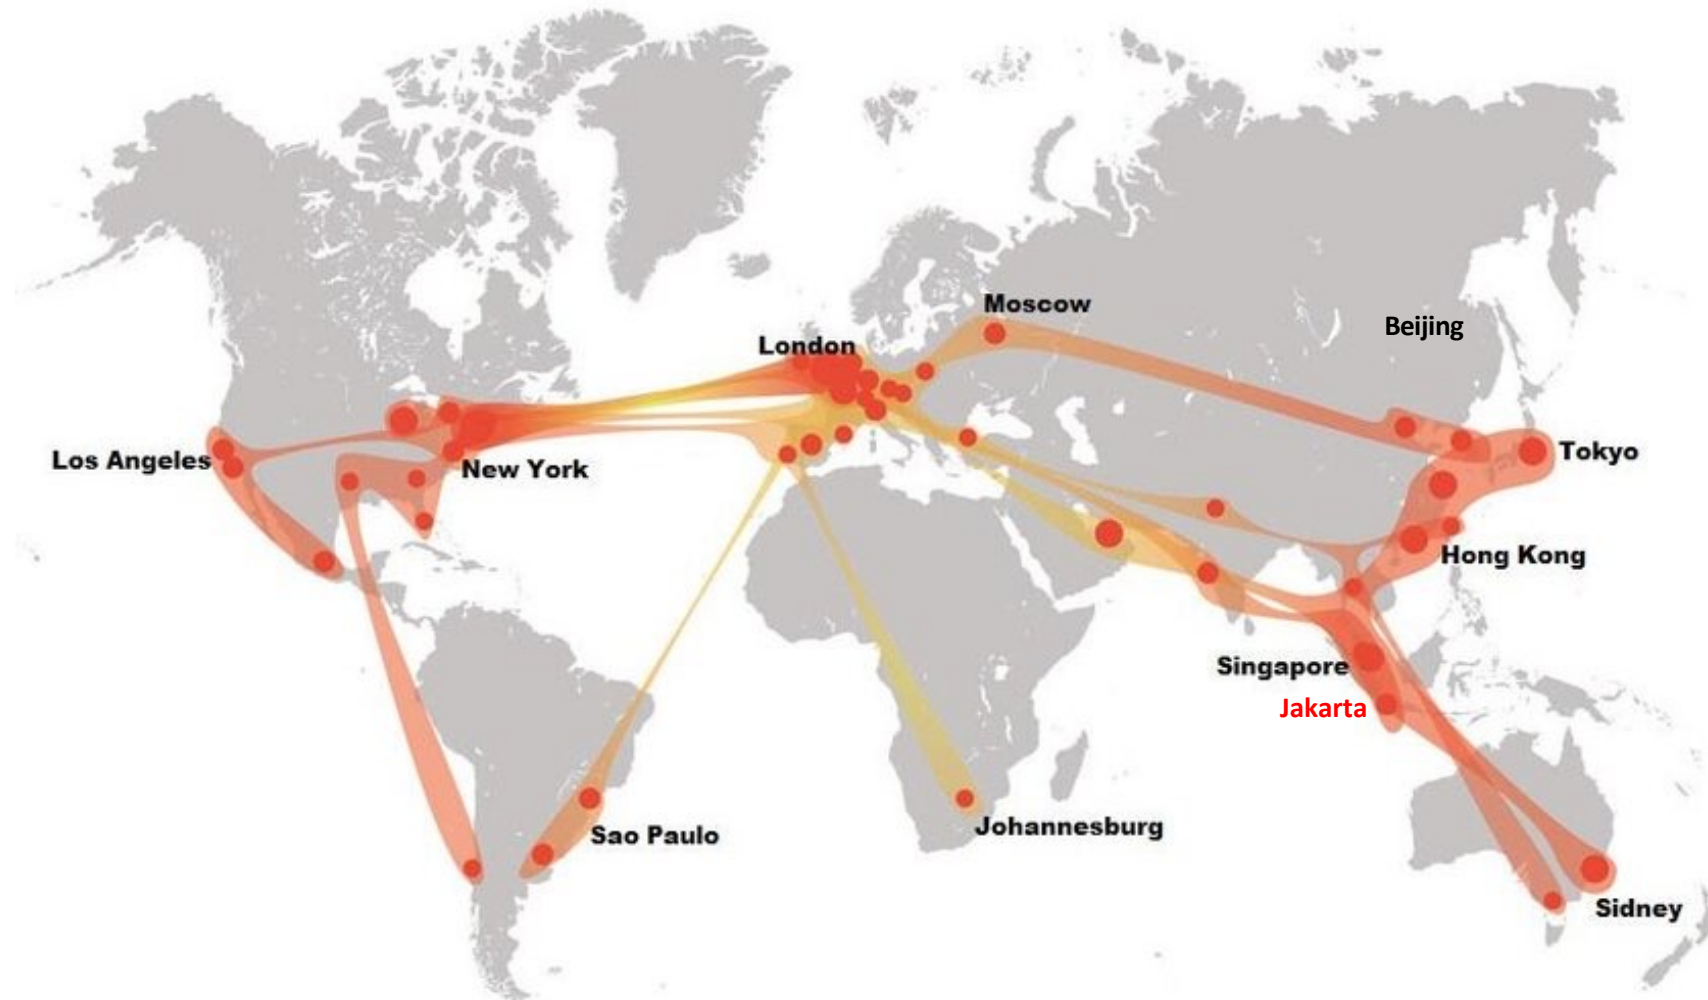 Moscow
Beijing
London
Los Angeles
New York
Tokyo
Hong Kong
Singapore
Jakarta
Sao Paulo
Johannesburg
Sidney